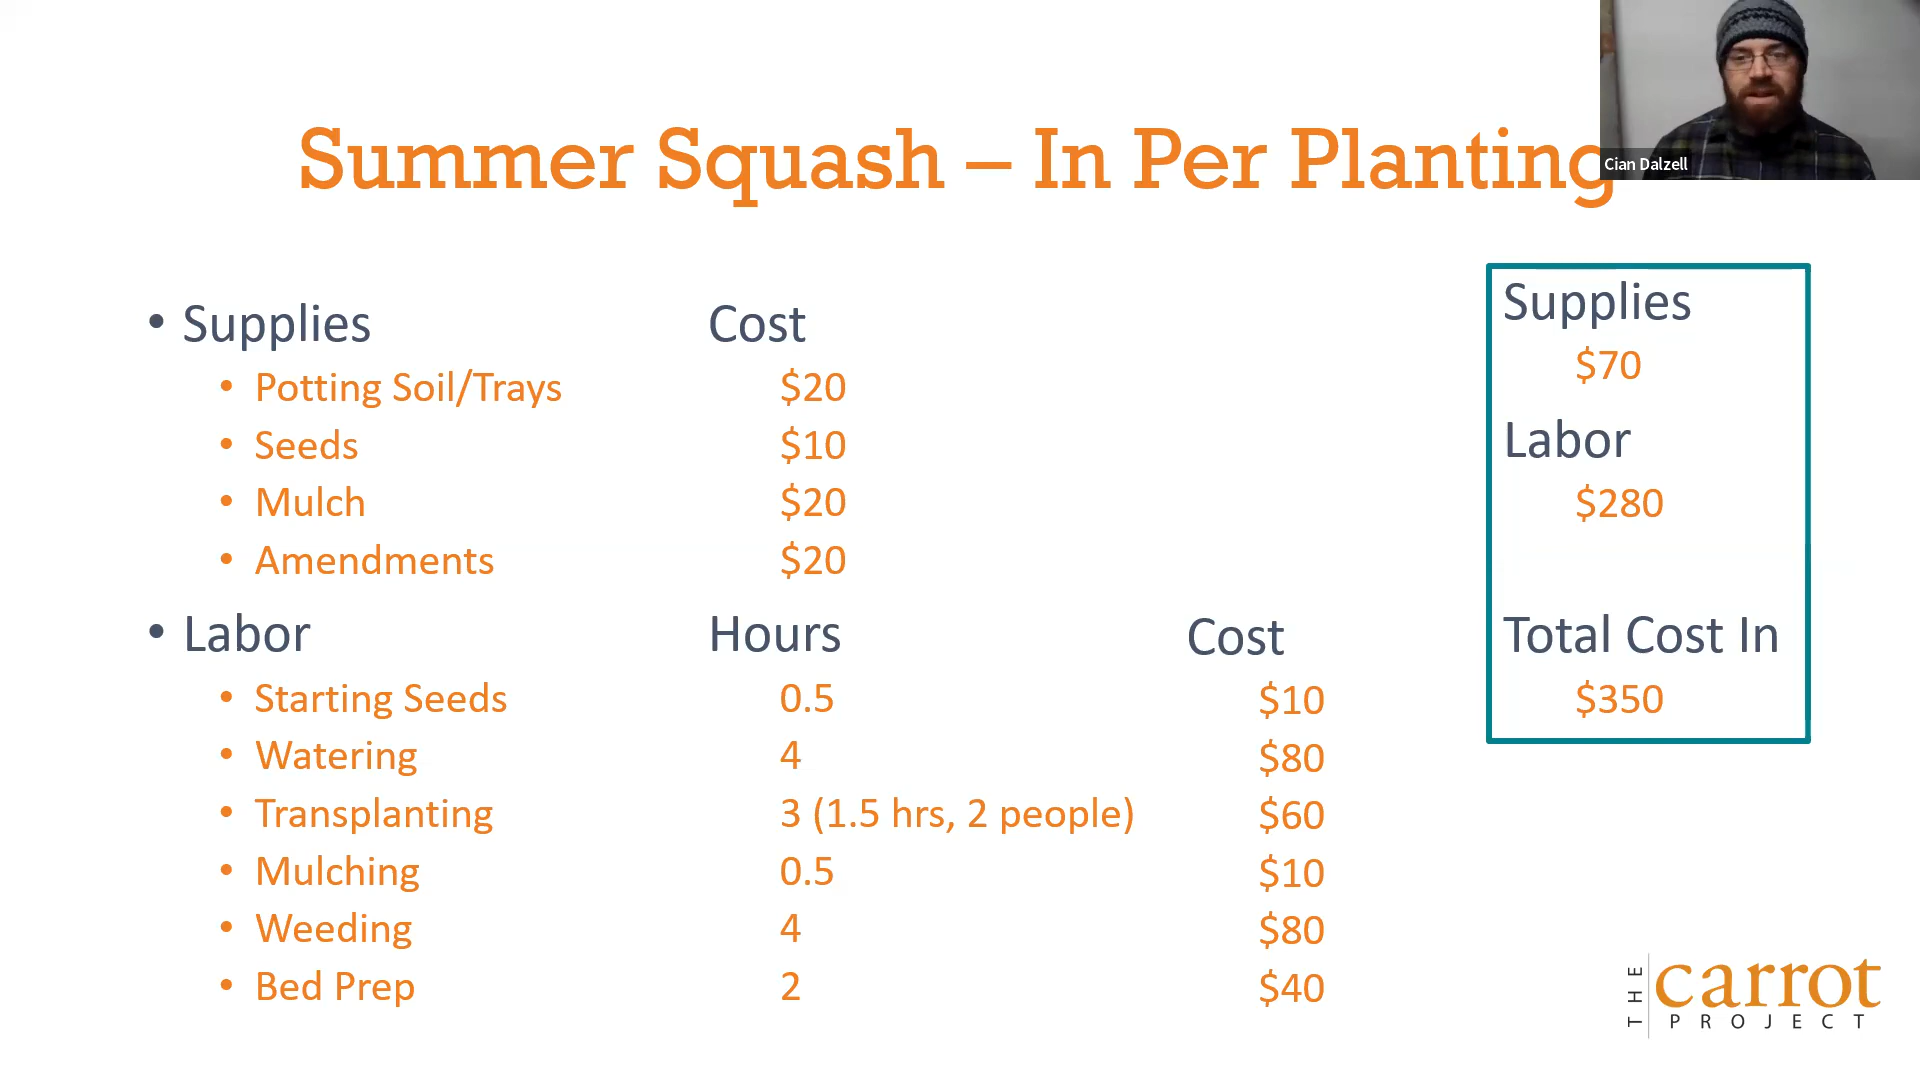 Cian Dalzell
Summer Squash – In Per Planting
• Supplies Cost
• Potting Soil/Trays $20
• Seeds $10
• Mulch $20
• Amendments $20
• Labor Hours Cost
• Starting Seeds 0.5 $10
• Watering 4 $80
• Transplanting 3 (1.5 hrs, 2 people) $60
• Mulching 0.5 $10
• Weeding 4 $80
• Bed Prep 2 $40
Supplies
$70
Labor
$280
Total Cost In
$350
THE
carrot
PROJECT